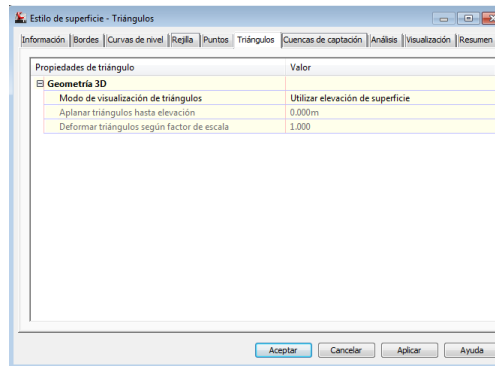 Estilo de superficie - Triángulos
Información Bordes Curvas de nivel Rejilla Puntos Triángulos Cuencas de captación Análisis Visualización Resumen
Propiedades de triángulo Valor
Geometría 3D
Modo de visualización de triángulos Utilizar elevación de superficie
Aplanar triángulos hasta elevación 0.000m
Deformar triángulos según factor de escala 1.000
Aceptar Cancelar Aplicar Ayuda